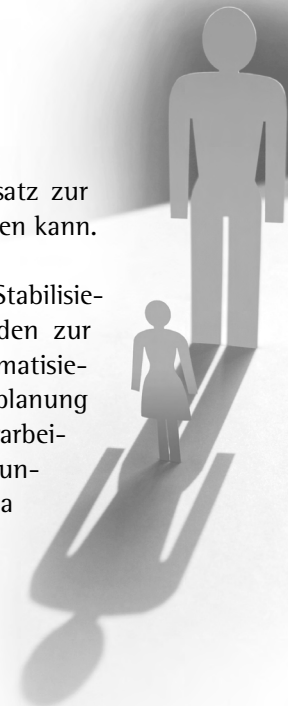 satz zur
en kann.
Stabilisie-
den zur
matisie-
planung
arbei-
un-
a